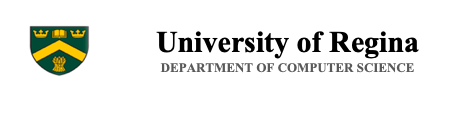 University of Regina
DEPARTMENT OF COMPUTER SCIENCE